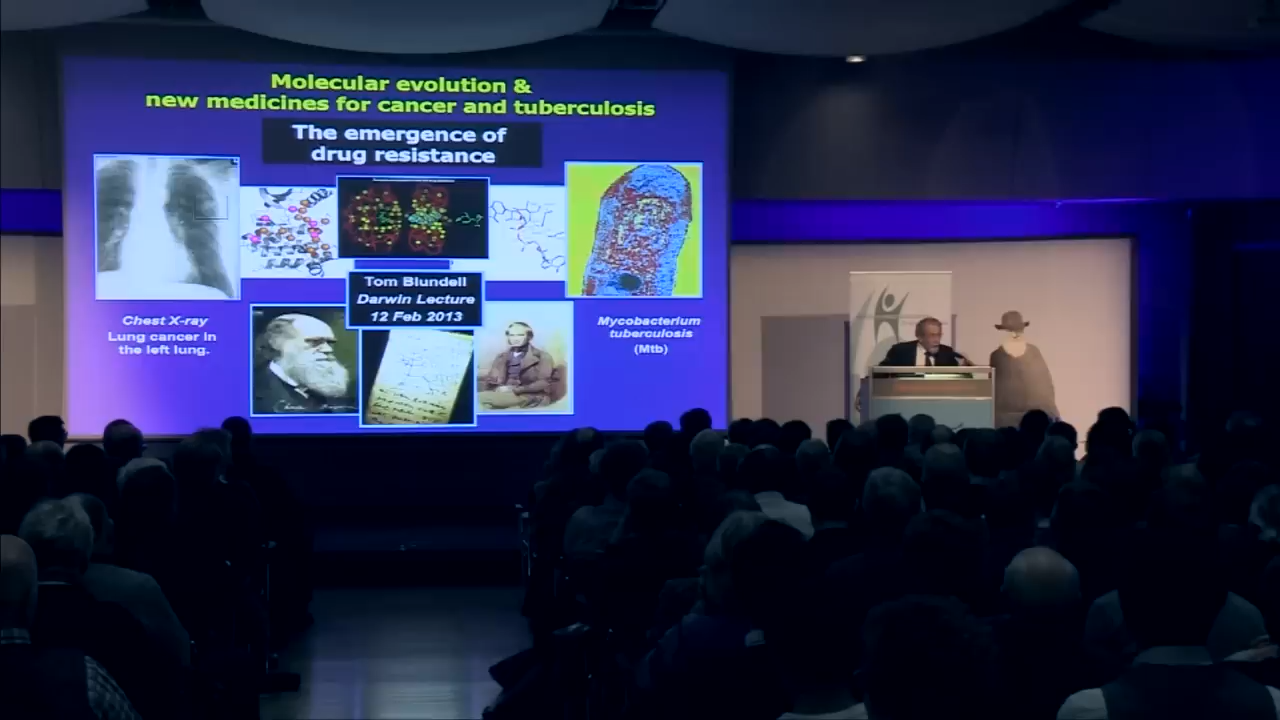 Molecular evolution &
new medicines for cancer and tuberculosis
The emergence of
drug resistance
Tom Blundell
Darwin Lecture
12 Feb 2013
Chest X-ray
Lung cancer in
the left lung.
Mycobacterium
tuberculosis
(Mtb)